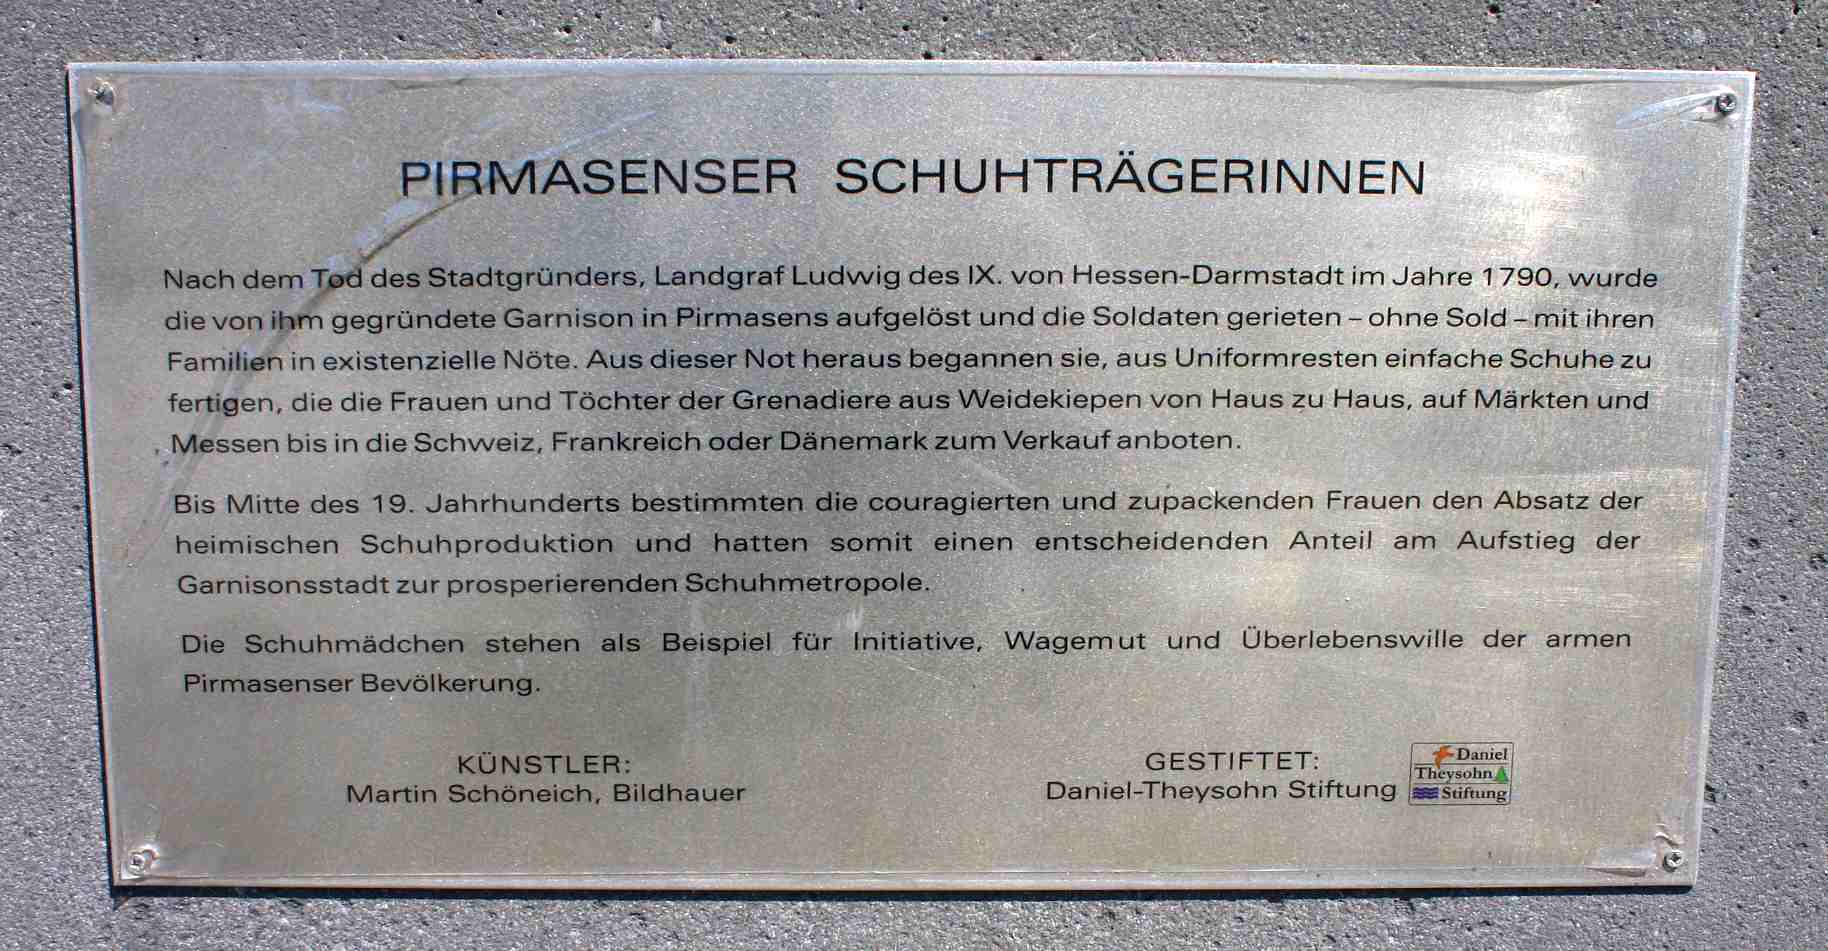 PIRMASENSER SCHUHTRÄGERINNEN
Nach dem Tod des Stadtgründers, Landgraf Ludwig des IX. von Hessen-Darmstadt im Jahre 1790, wurde
die von ihm gegründete Garnison in Pirmasens aufgelöst und die Soldaten gerieten – ohne Sold – mit ihren
Familien in existenzielle Nöte. Aus dieser Not heraus begannen sie, aus Uniformresten einfache Schuhe zu
fertigen, die die Frauen und Töchter der Grenadiere aus Weidekiepen von Haus zu Haus, auf Märkten und
Messen bis in die Schweiz, Frankreich oder Dänemark zum Verkauf anboten.
Bis Mitte des 19. Jahrhunderts bestimmten die couragierten und zupackenden Frauen den Absatz der
heimischen Schuhproduktion und hatten somit einen entscheidenden Anteil am Aufstieg der
Garnisonsstadt zur prosperierenden Schuhmetropole.
Die Schuhmädchen stehen als Beispiel für Initiative, Wagemut und Überlebenswille der armen
Pirmasenser Bevölkerung.
KÜNSTLER:
Martin Schöneich, Bildhauer
GESTIFTET:
Daniel-Theysohn Stiftung
Daniel
Theysohn
Stiftung